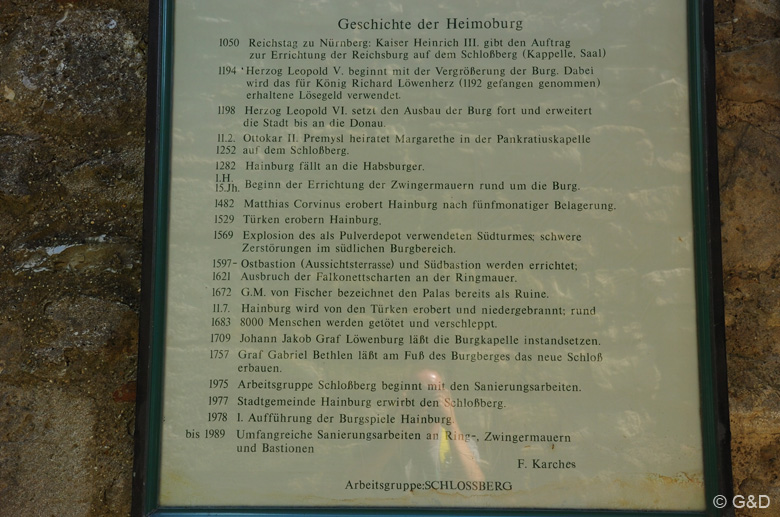 Geschichte der Heimoburg
1050 Reichstag zu Nürnberg: Kaiser Heinrich III. gibt den Auftrag
zur Errichtung der Reichsburg auf dem Schloßberg (Kappelle, Saal)
1194 Herzog Leopold V. beginnt mit der Vergrößerung der Burg. Dabei
wird das für König Richard Löwenherz (1192 gefangen genommen)
erhaltene Lösegeld verwendet.
1198 Herzog Leopold VI. setzt den Ausbau der Burg fort und erweitert
die Stadt bis an die Donau.
11.2. Ottokar II. Premysl heiratet Margarethe in der Pankratiuskapelle
1252 auf dem Schloßberg.
1282 Hainburg fällt an die Habsburger.
1.H.
15.Jh. Beginn der Errichtung der Zwingermauern rund um die Burg.
1482 Matthias Corvinus erobert Hainburg nach fünfmonatiger Belagerung.
1529 Türken erobern Hainburg.
1569 Explosion des als Pulverdepot verwendeten Südturmes; schwere
Zerstörungen im südlichen Burgbereich.
1597- Ostbastion (Aussichtsterrasse) und Südbastion werden errichtet;
1621 Ausbruch der Falkonettscharten an der Ringmauer.
1672 G.M. von Fischer bezeichnet den Palas bereits als Ruine.
11.7. Hainburg wird von den Türken erobert und niedergebrannt; rund
1683 8000 Menschen werden getötet und verschleppt.
1709 Johann Jakob Graf Löwenburg läßt die Burgkapelle instandsetzen.
1757 Graf Gabriel Bethlen läßt am Fuß des Burgberges das neue Schloß
erbauen.
1975 Arbeitsgruppe Schloßberg beginnt mit den Sanierungsarbeiten.
1977 Stadtgemeinde Hainburg erwirbt den Schloßberg.
1978 1. Aufführung der Burgspiele Hainburg.
bis 1989 Umfangreiche Sanierungsarbeiten an Ring-, Zwingermauern
und Bastionen
F. Karches
Arbeitsgruppe:SCHLOSSBERG
© G&D